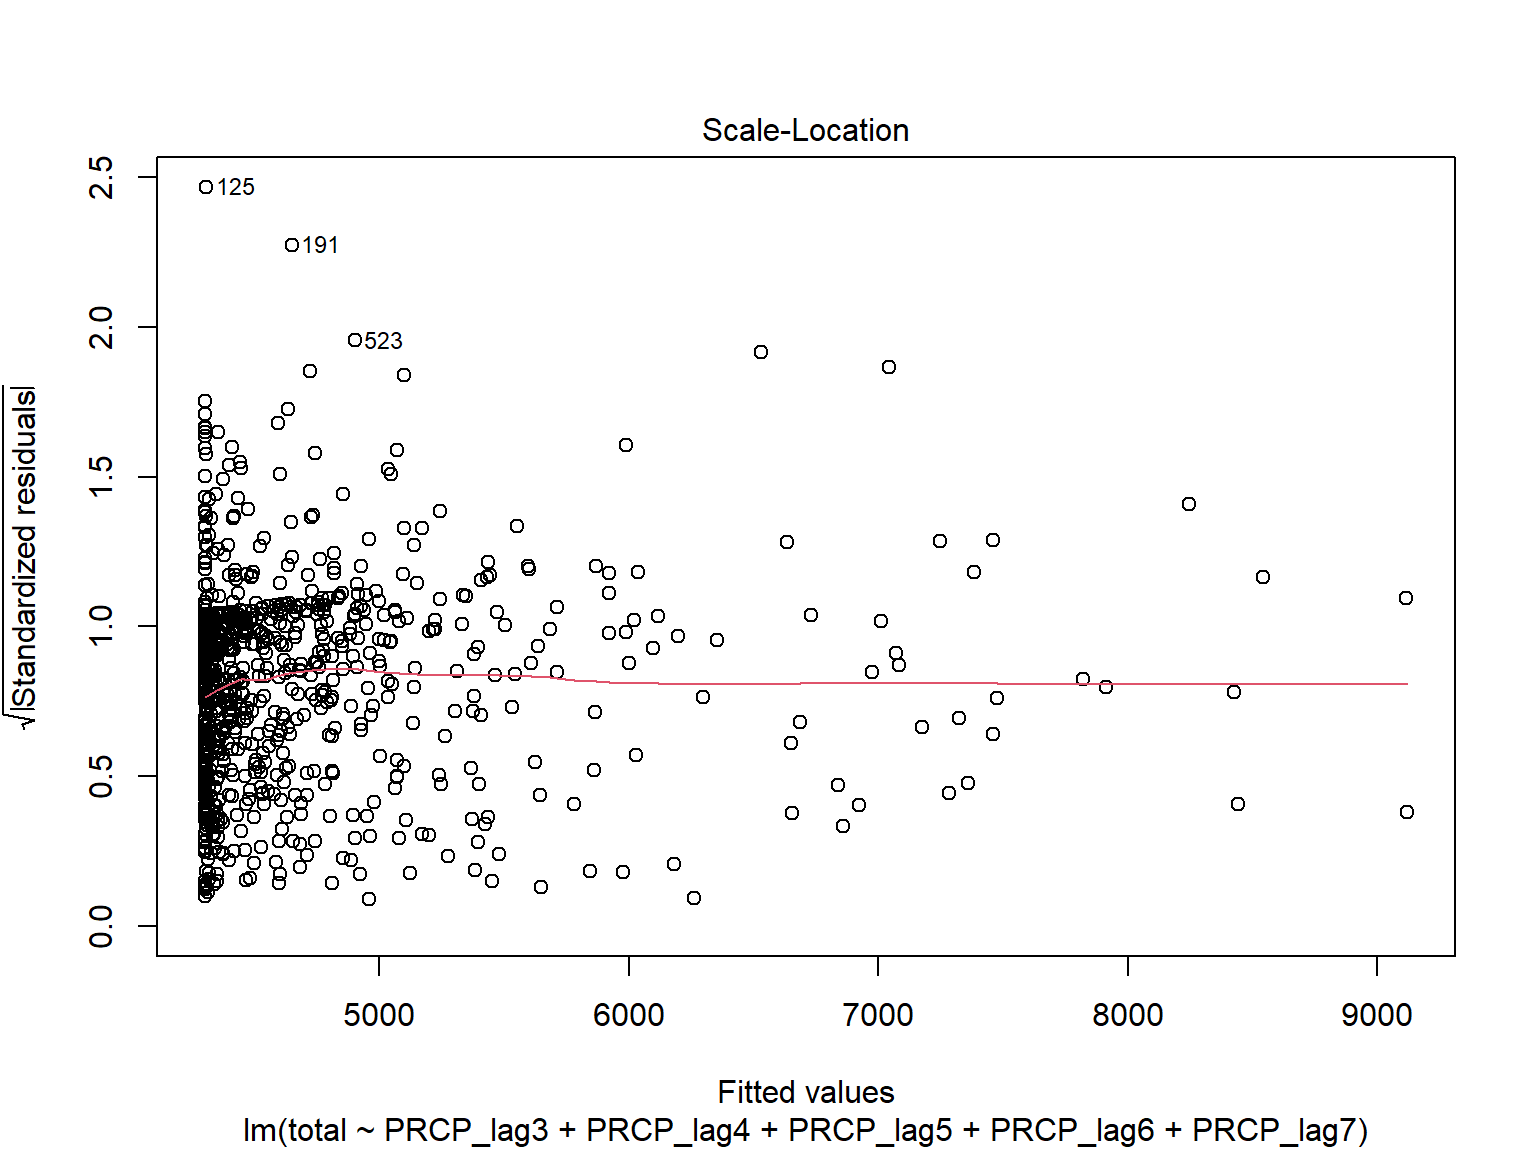 Scale-Location
√|Standardized residuals|
2.5
2.0
1.5
1.0
0.5
0.0
125
191
523
5000 6000 7000 8000 9000
Fitted values
lm(total ~ PRCP_lag3 + PRCP_lag4 + PRCP_lag5 + PRCP_lag6 + PRCP_lag7)